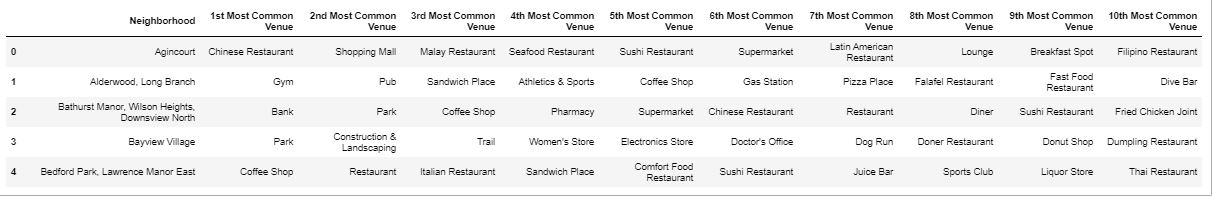 Neighborhood 1st Most Common Venue 2nd Most Common Venue 3rd Most Common Venue 4th Most Common Venue 5th Most Common Venue 6th Most Common Venue 7th Most Common Venue 8th Most Common Venue 9th Most Common Venue 10th Most Common Venue
0 Agincourt Chinese Restaurant Shopping Mall Malay Restaurant Seafood Restaurant Sushi Restaurant Supermarket Latin American Restaurant Lounge Breakfast Spot Filipino Restaurant
1 Alderwood, Long Branch Gym Pub Sandwich Place Athletics & Sports Coffee Shop Gas Station Pizza Place Falafel Restaurant Fast Food Restaurant Dive Bar
2 Bathurst Manor, Wilson Heights, Downsview North Bank Park Coffee Shop Pharmacy Supermarket Chinese Restaurant Restaurant Diner Sushi Restaurant Fried Chicken Joint
3 Bayview Village Park Construction & Landscaping Trail Women's Store Electronics Store Doctor's Office Dog Run Doner Restaurant Donut Shop Dumpling Restaurant
4 Bedford Park, Lawrence Manor East Coffee Shop Restaurant Italian Restaurant Sandwich Place Comfort Food Restaurant Sushi Restaurant Juice Bar Sports Club Liquor Store Thai Restaurant